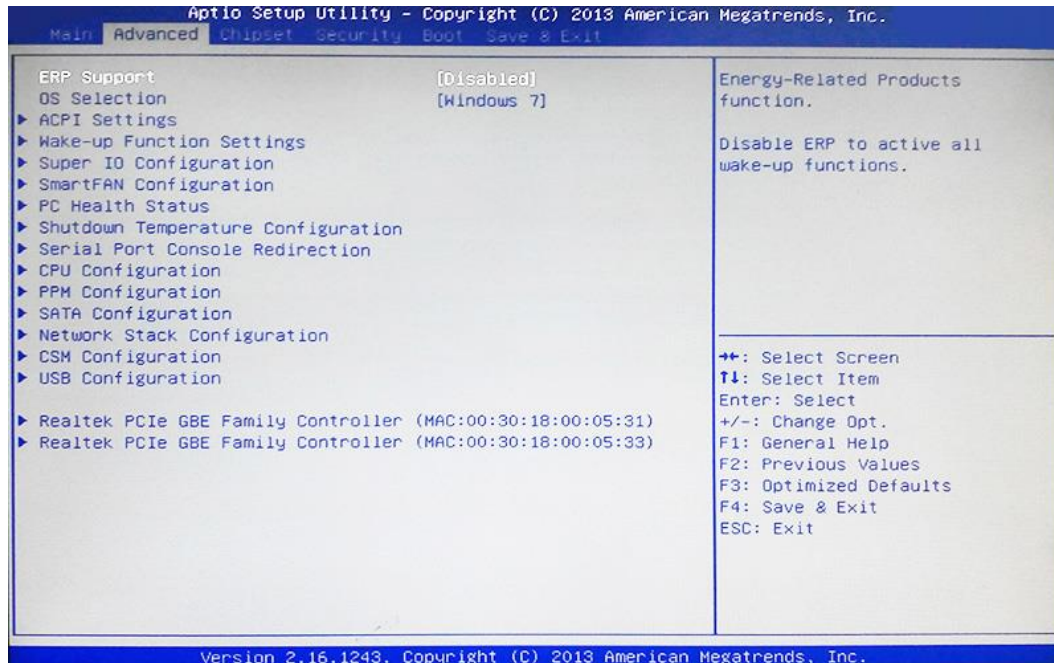 Aptio Setup Utility - Copyright (C) 2013 American Megatrends, Inc.
Main Advanced Chipset Security Boot Save & Exit
ERP Support [Disabled]
OS Selection [Windows 7]
▶ ACPI Settings
▶ Wake-up Function Settings
▶ Super IO Configuration
▶ SmartFAN Configuration
▶ PC Health Status
▶ Shutdown Temperature Configuration
▶ Serial Port Console Redirection
▶ CPU Configuration
▶ PPM Configuration
▶ SATA Configuration
▶ Network Stack Configuration
▶ CSM Configuration
▶ USB Configuration
▶ Realtek PCIe GBE Family Controller (MAC:00:30:18:00:05:31)
▶ Realtek PCIe GBE Family Controller (MAC:00:30:18:00:05:33)
Energy-Related Products
function.
Disable ERP to active all
wake-up functions.
→←: Select Screen
↑↓: Select Item
Enter: Select
+/-: Change Opt.
F1: General Help
F2: Previous Values
F3: Optimized Defaults
F4: Save & Exit
ESC: Exit
Version 2.16.1243. Copyright (C) 2013 American Megatrends, Inc.